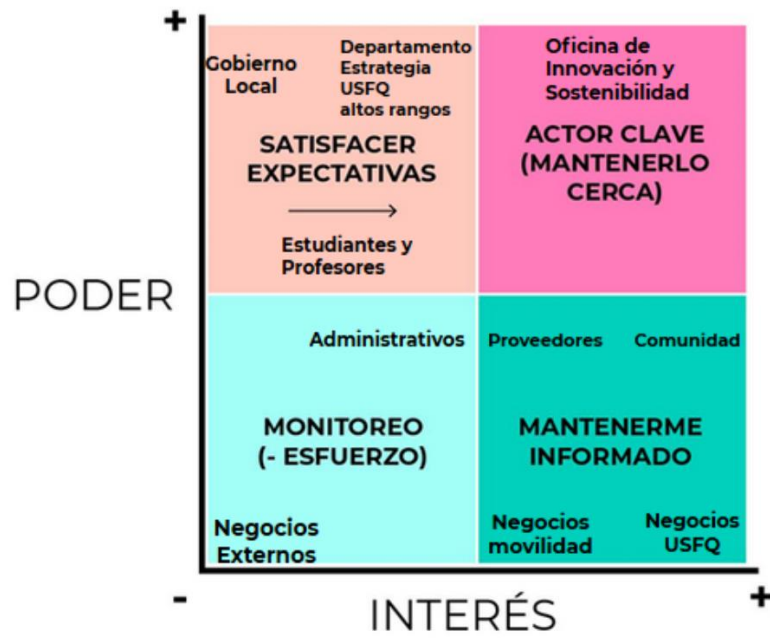 +
Gobierno
Local
Departamento
Estrategia
USFQ
altos rangos
SATISFACER
EXPECTATIVAS
Estudiantes y
Profesores
Oficina de
Innovación y
Sostenibilidad
ACTOR CLAVE
(MANTENERLO
CERCA)
PODER
Administrativos
MONITOREO
(- ESFUERZO)
Negocios
Externos
Proveedores
Comunidad
MANTENERME
INFORMADO
Negocios
movilidad
Negocios
USFQ
-
INTERÉS
+